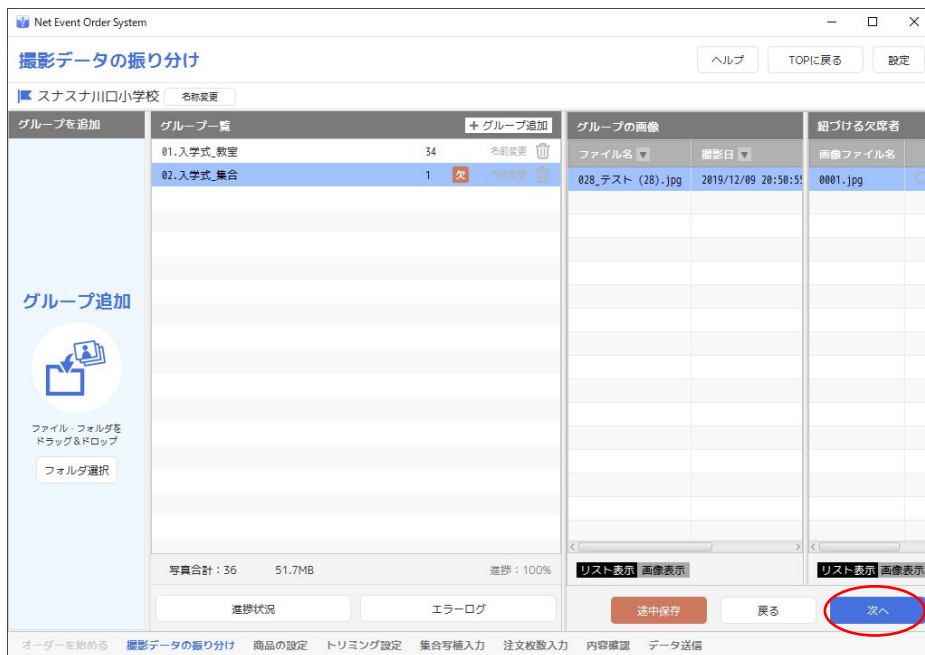 Net Event Order System
撮影データの振り分け
ヘルプ TOPに戻る 設定
スナスナ川口小学校 名称変更
グループを追加
グループ追加
ファイル・フォルダを
ドラッグ&ドロップ
フォルダ選択
グループ一覧 + グループ追加
01.入学式_教室 34 名前変更
02.入学式_集合 1 欠 名前変更
写真合計:36 51.7MB 進捗:100%
進捗状況 エラーログ
グループの画像
ファイル名 ▼ 撮影日 ▼
028_テスト (28).jpg 2019/12/09 20:50:55
リスト表示 画像表示
紐づける欠席者
画像ファイル名
0001.jpg
リスト表示 画像表示
途中保存 戻る 次へ
オーダーを始める 撮影データの振り分け 商品の設定 トリミング設定 集合写植入力 注文枚数入力 内容確認 データ送信